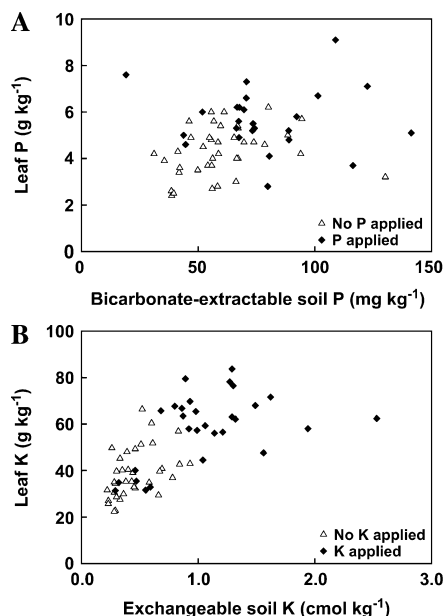 A
10
8
6
4
2
0
Leaf P (g kg⁻¹)
△ No P applied
◆ P applied
0 50 100 150
Bicarbonate-extractable soil P (mg kg⁻¹)
B
100
80
60
40
20
0
Leaf K (g kg⁻¹)
△ No K applied
◆ K applied
0.0 1.0 2.0 3.0
Exchangeable soil K (cmol kg⁻¹)